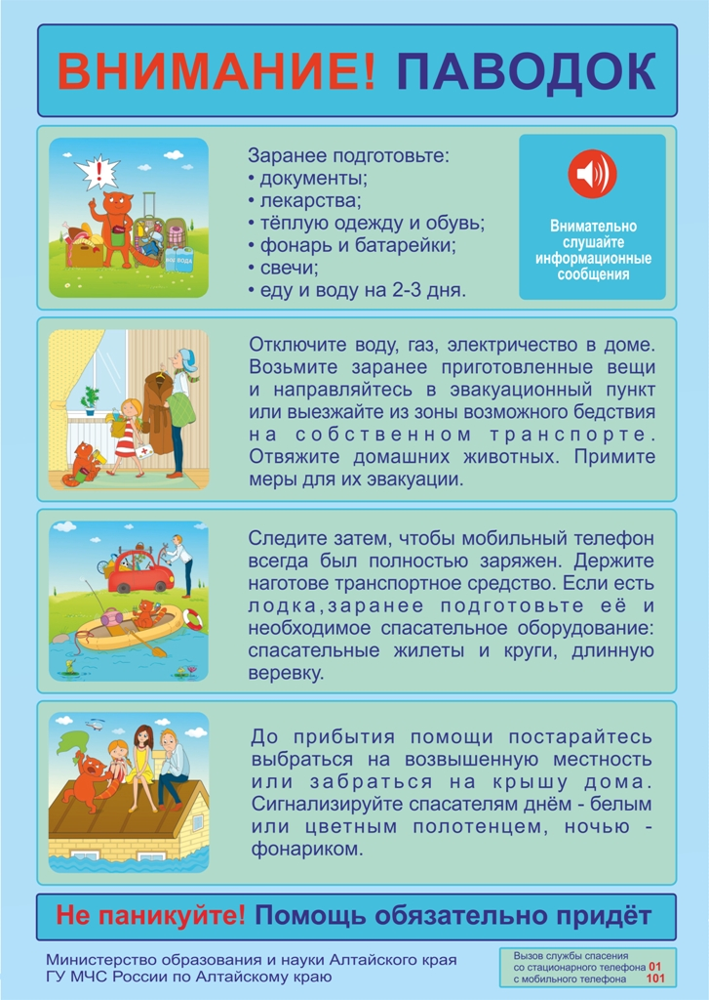 ВНИМАНИЕ! ПАВОДОК
!
МОЯ ВОДА
Заранее подготовьте:
• документы;
• лекарства;
• тёплую одежду и обувь;
• фонарь и батарейки;
• свечи;
• еду и воду на 2-3 дня.
Внимательно
слушайте
информационные
сообщения
Отключите воду, газ, электричество в доме.
Возьмите заранее приготовленные вещи
и направляйтесь в эвакуационный пункт
или выезжайте из зоны возможного бедствия
на собственном транспорте.
Отвяжите домашних животных. Примите
меры для их эвакуации.
Следите затем, чтобы мобильный телефон
всегда был полностью заряжен. Держите
наготове транспортное средство. Если есть
лодка,заранее подготовьте её и
необходимое спасательное оборудование:
спасательные жилеты и круги, длинную
веревку.
До прибытия помощи постарайтесь
выбраться на возвышенную местность
или забраться на крышу дома.
Сигнализируйте спасателям днём - белым
или цветным полотенцем, ночью -
фонариком.
Не паникуйте! Помощь обязательно придёт
Министерство образования и науки Алтайского края
ГУ МЧС России по Алтайскому краю
Вызов службы спасения
со стационарного телефона 01
с мобильного телефона 101